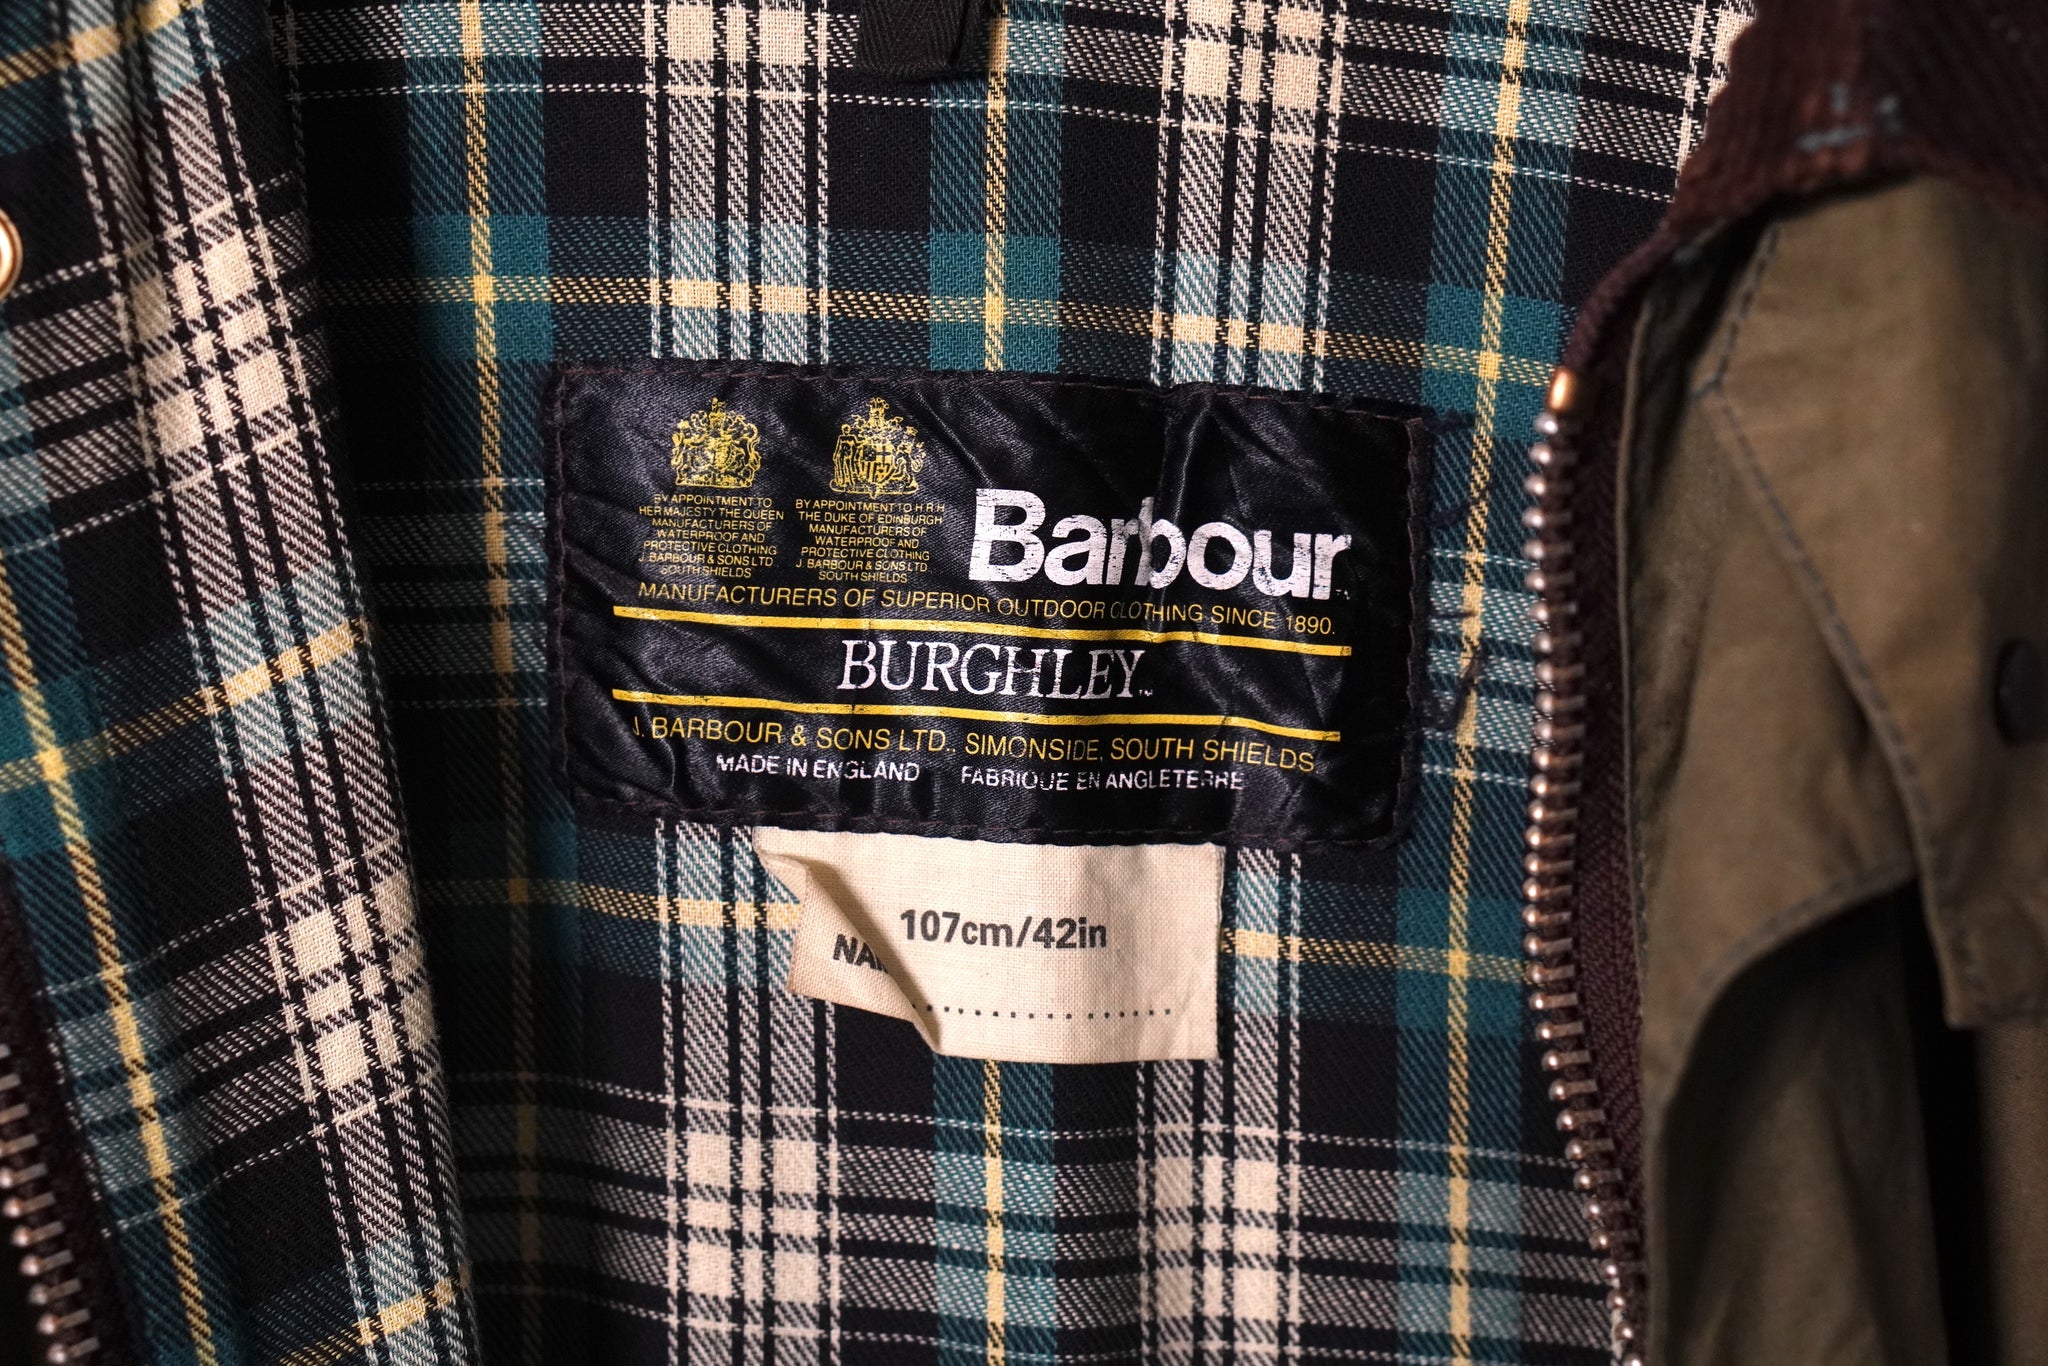 BY APPOINTMENT TO
HER MAJESTY THE QUEEN
MANUFACTURERS OF
WATERPROOF AND
PROTECTIVE CLOTHING
J. BARBOUR & SONS LTD
SOUTH SHIELDS
BY APPOINTMENT TO H.R.H
THE DUKE OF EDINBURGH
MANUFACTURERS OF
WATERPROOF AND
PROTECTIVE CLOTHING
J. BARBOUR & SONS LTD.
SOUTH SHIELDS
Barbour
MANUFACTURERS OF SUPERIOR OUTDOOR CLOTHING SINCE 1890.
BURGHLEY™
J. BARBOUR & SONS LTD., SIMONSIDE, SOUTH SHIELDS
MADE IN ENGLAND FABRIQUE EN ANGLETERRE
107cm/42in